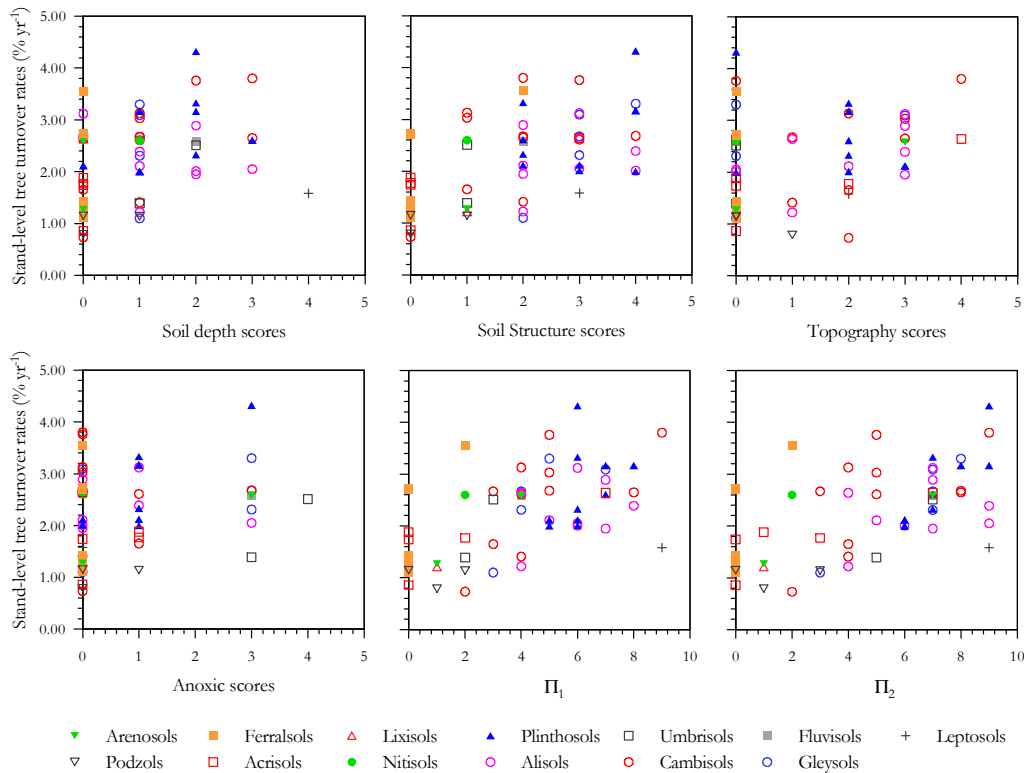 Stand-level tree turnover rates (% yr-1)
5.00
4.00
3.00
2.00
1.00
0.00
0 1 2 3 4 5
Soil depth scores
0 1 2 3 4 5
Soil Structure scores
0 1 2 3 4 5
Topography scores
Stand-level tree turnover rates (% yr-1)
5.00
4.00
3.00
2.00
1.00
0.00
0 1 2 3 4 5
Anoxic scores
0 2 4 6 8 10
Π1
0 2 4 6 8 10
Π2
Arenosols Ferralsols Lixisols Plinthosols Umbrisols Fluvisols Leptosols
Podzols Acrisols Nitisols Alisols Cambisols Gleysols